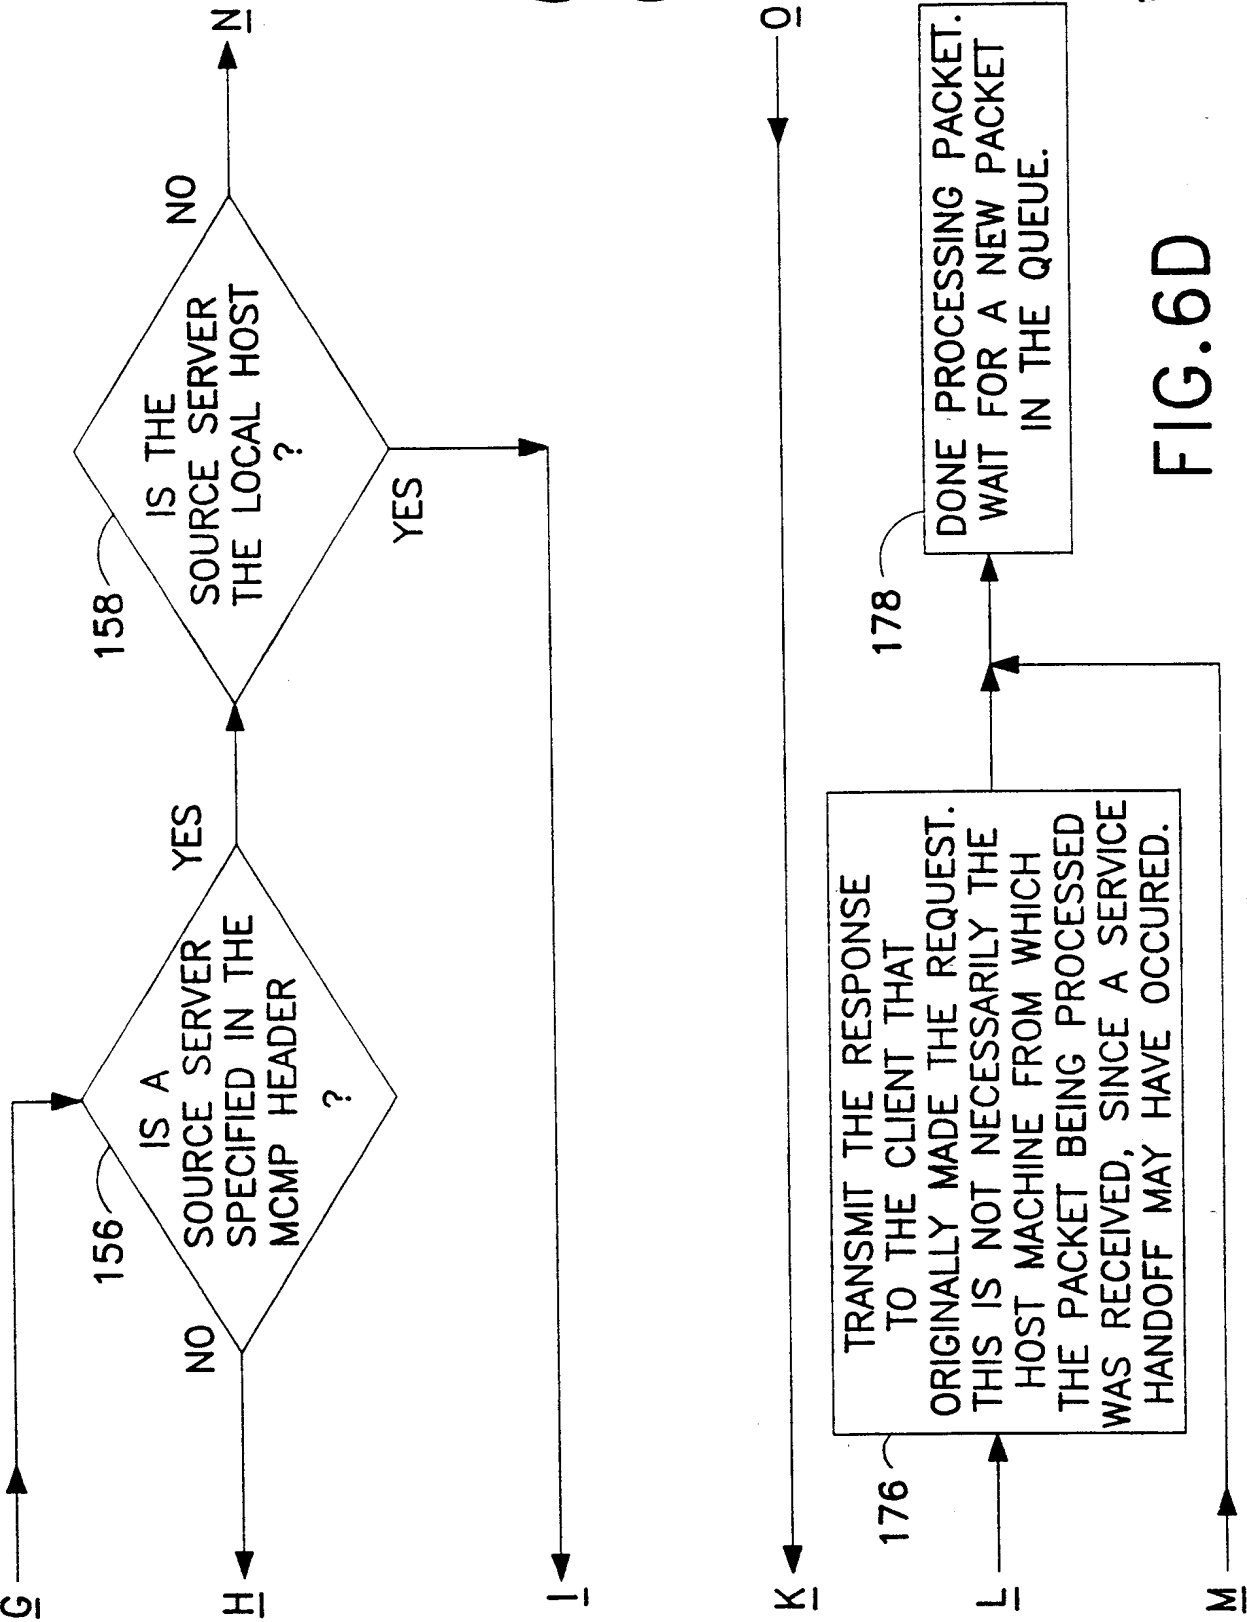 G
156
IS A
SOURCE SERVER
SPECIFIED IN THE
MCMP HEADER
?
NO
H
YES
158
IS THE
SOURCE SERVER
THE LOCAL HOST
?
NO
N
YES
I
O
K
L
176
TRANSMIT THE RESPONSE
TO THE CLIENT THAT
ORIGINALLY MADE THE REQUEST.
THIS IS NOT NECESSARILY THE
HOST MACHINE FROM WHICH
THE PACKET BEING PROCESSED
WAS RECEIVED, SINCE A SERVICE
HANDOFF MAY HAVE OCCURED.
178
DONE PROCESSING PACKET.
WAIT FOR A NEW PACKET
IN THE QUEUE.
M
FIG.6D